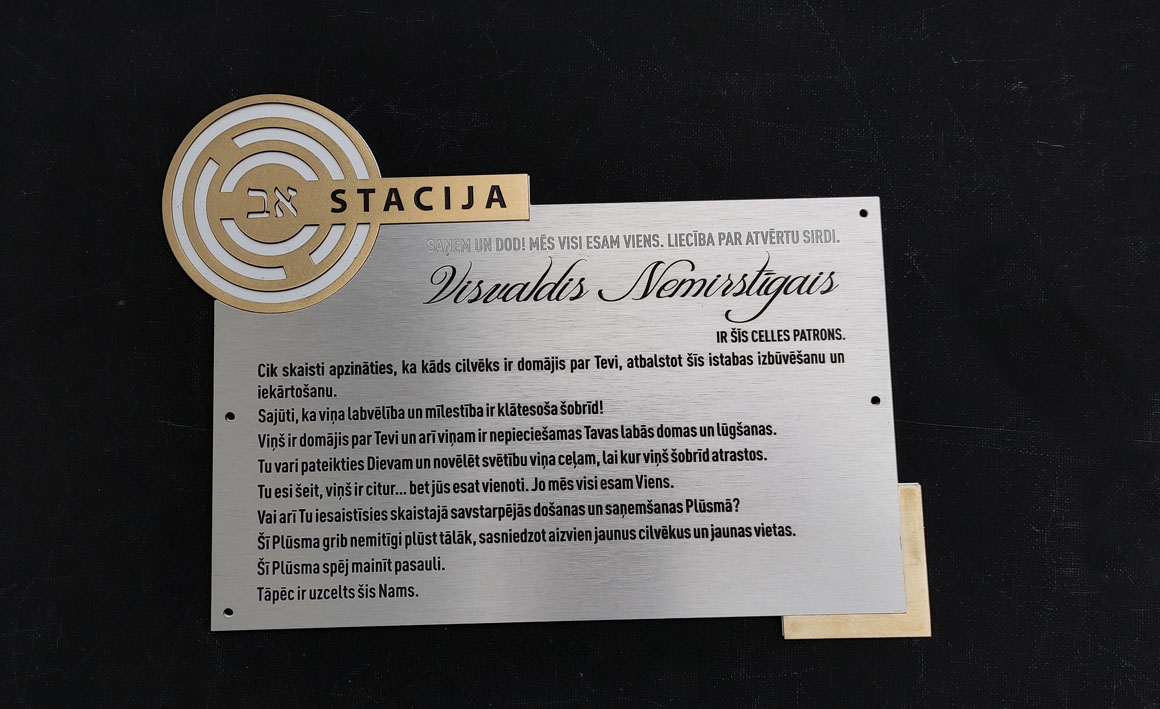 אב STACIJA
SAŅEM UN DOD! MĒS VISI ESAM VIENS. LIECĪBA PAR ATVĒRTU SIRDI.
Visvaldis Nemirstīgais
IR ŠĪS CELLES PATRONS.
Cik skaisti apzināties, ka kāds cilvēks ir domājis par Tevi, atbalstot šīs istabas izbūvēšanu un
iekārtošanu.
Sajūti, ka viņa labvēlība un mīlestība ir klātesoša šobrīd!
Viņš ir domājis par Tevi un arī viņam ir nepieciešamas Tavas labās domas un lūgšanas.
Tu vari pateikties Dievam un novēlēt svētību viņa ceļam, lai kur viņš šobrīd atrastos.
Tu esi šeit, viņš ir citur... bet jūs esat vienoti. Jo mēs visi esam Viens.
Vai arī Tu iesaistīsies skaistajā savstarpējās došanas un saņemšanas Plūsmā?
Šī Plūsma grib nemitīgi plūst tālāk, sasniedzot aizvien jaunus cilvēkus un jaunas vietas.
Šī Plūsma spēj mainīt pasauli.
Tāpēc ir uzcelts šis Nams.